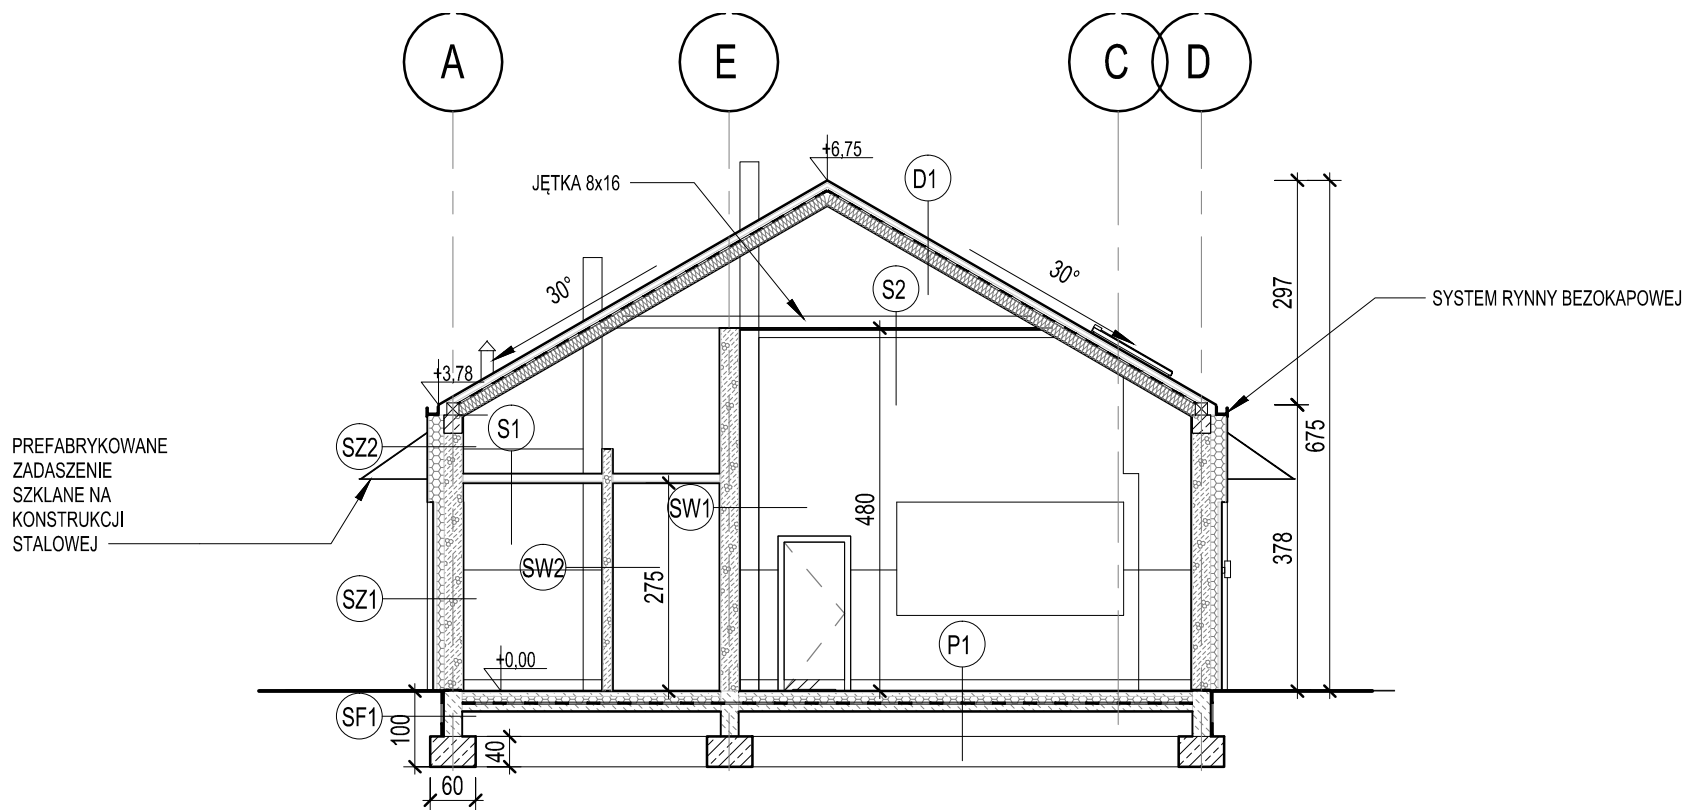 A
E
C
D
+6,75
JĘTKA 8x16
D1
30°
30°
S2
297
SYSTEM RYNNY BEZOKAPOWEJ
+3,78
S1
SZ2
675
PREFABRYKOWANE
ZADASZENIE
SZKLANE NA
KONSTRUKCJI
STALOWEJ
SW1
480
378
SW2
275
SZ1
P1
+0,00
SF1
100
40
60